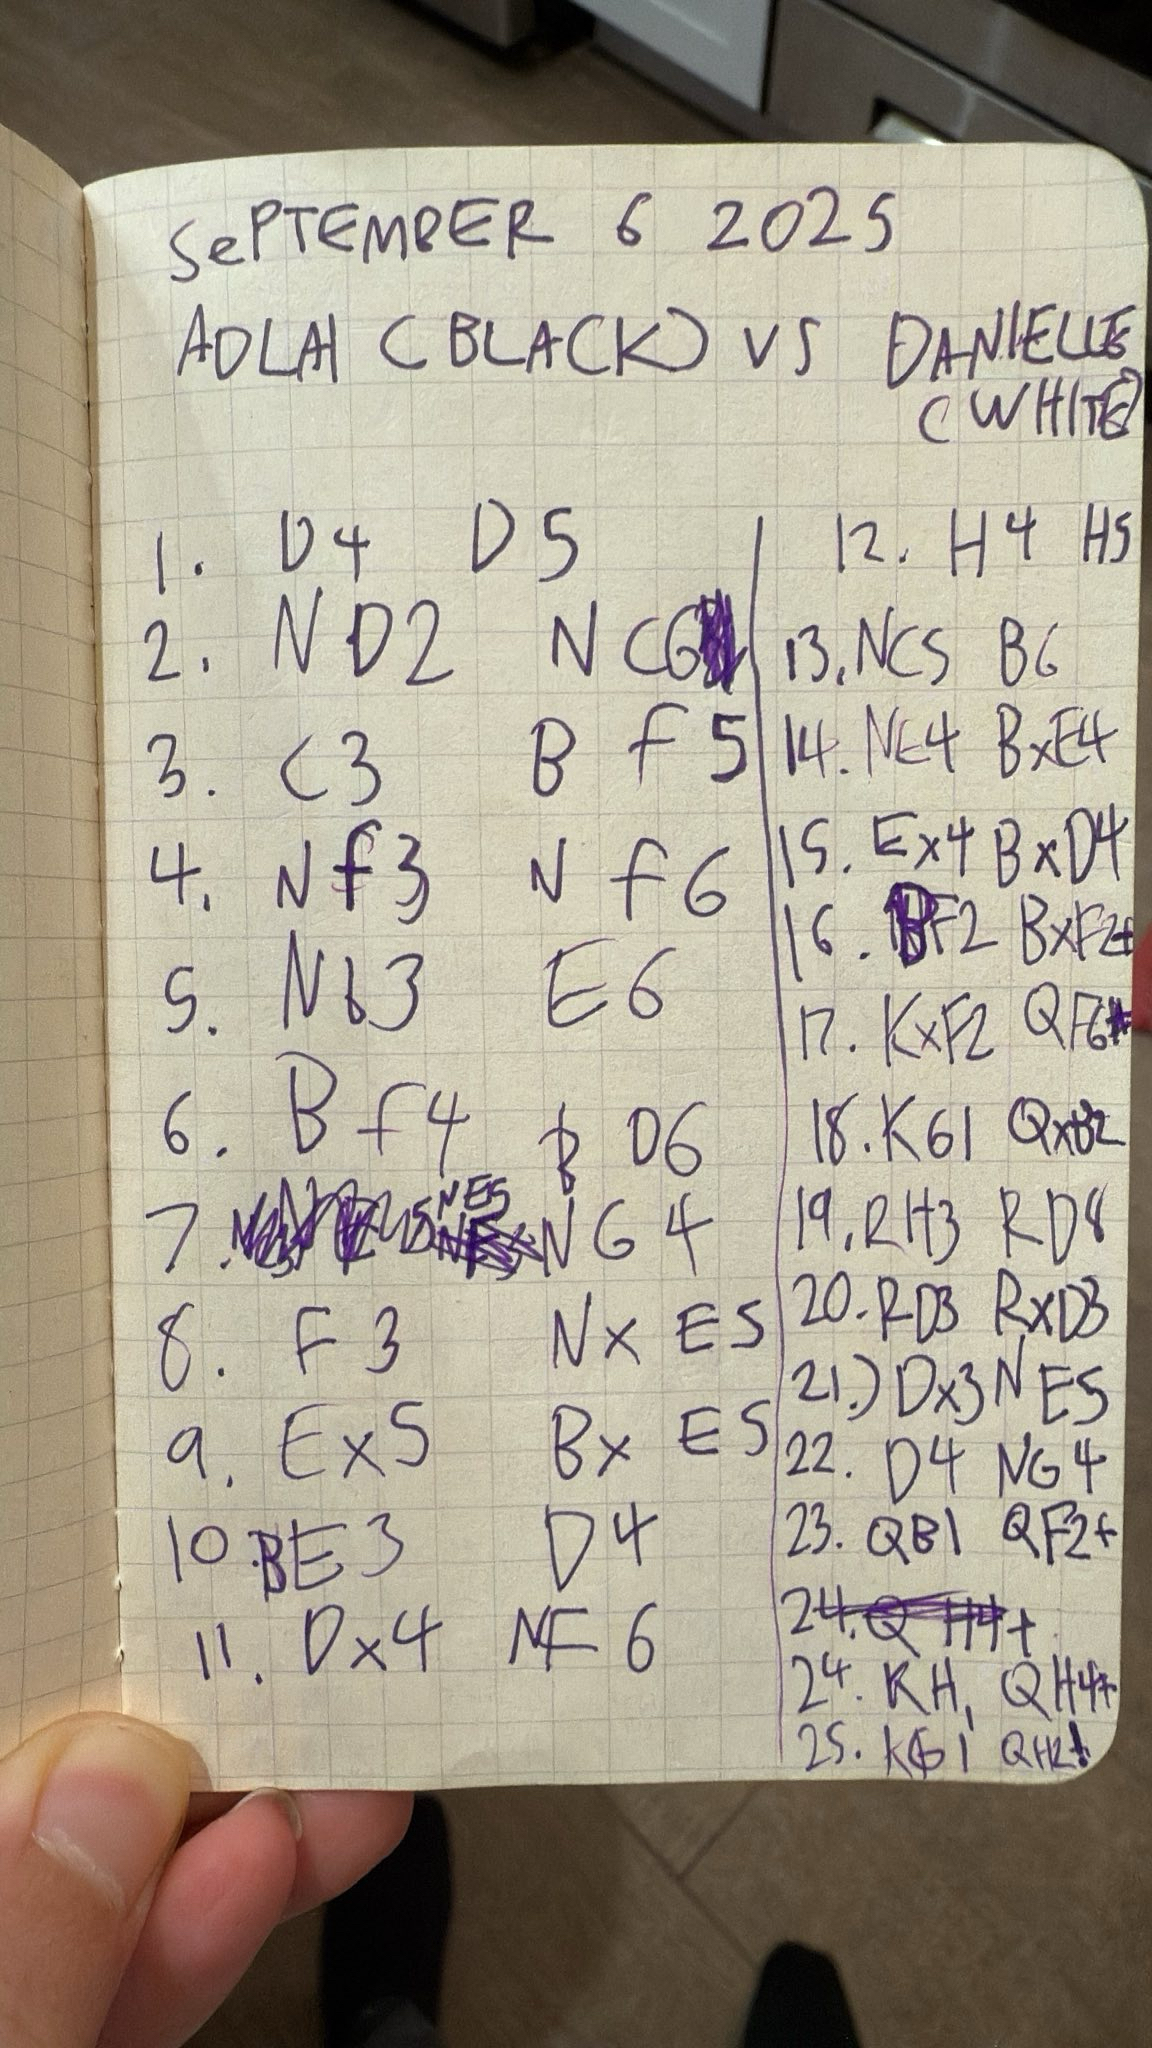 SePTEMBER 6 2025
ADLAI (BLACK) VS DANIELLE
(WHITE)
1. D4 D5
2. ND2 NC6
3. C3 B F5
4. NF3 N F6
5. Nb3 E6
6. B F4 B D6
7. NE5 NG4
8. F3 Nx E5
9. Ex5 Bx E5
10. BE3 D4
11. Dx4 NF6
12. H4 H5
13. NC5 B6
14. NE4 BxE4
15. Ex4 BxD4
16. BF2 BxF2+
17. KxF2 QF6+
18. KG1 QxB2
19. RH3 RD8
20. RD3 RxD3
21.) Dx3 NE5
22. D4 NG4
23. QB1 QF2+
24. Q H4+
24. KH1 QH4+
25. KG1 QH2!